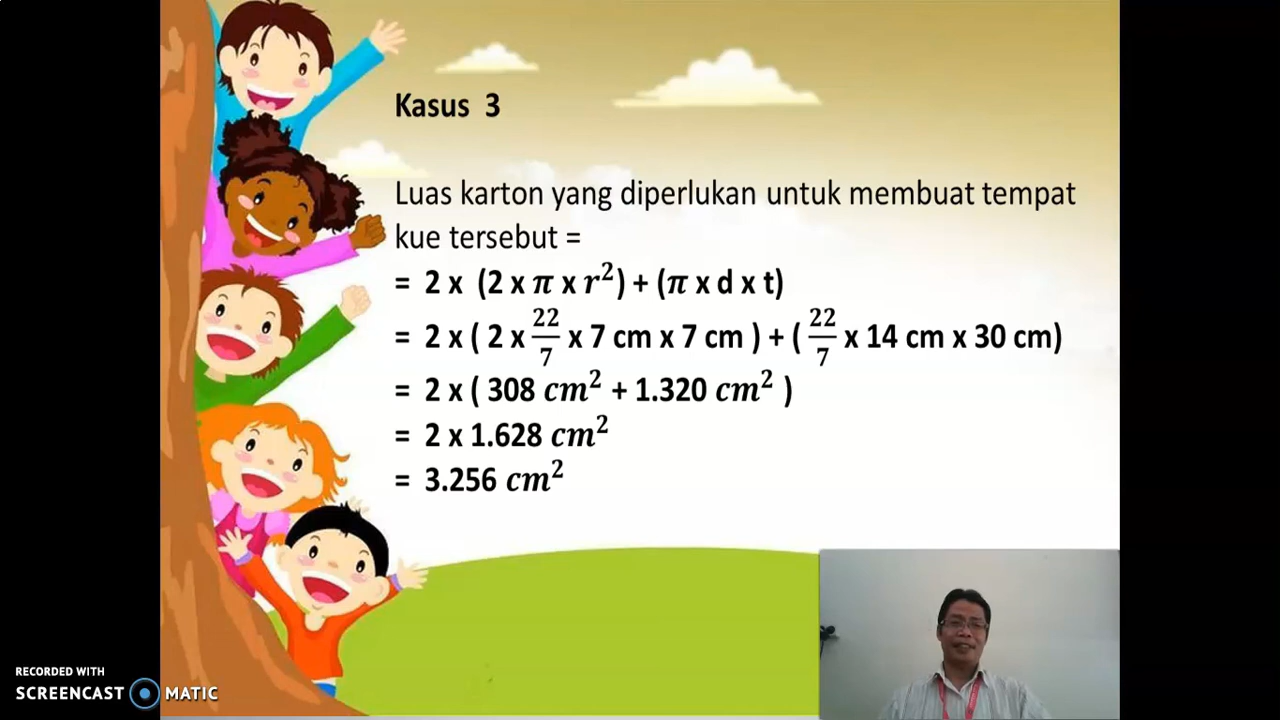 Kasus 3
Luas karton yang diperlukan untuk membuat tempat
kue tersebut =
= 2 x (2 x π x r²) + (π x d x t)
= 2 x ( 2 x 22/7 x 7 cm x 7 cm ) + ( 22/7 x 14 cm x 30 cm)
= 2 x ( 308 cm² + 1.320 cm² )
= 2 x 1.628 cm²
= 3.256 cm²
RECORDED WITH
SCREENCAST MATIC